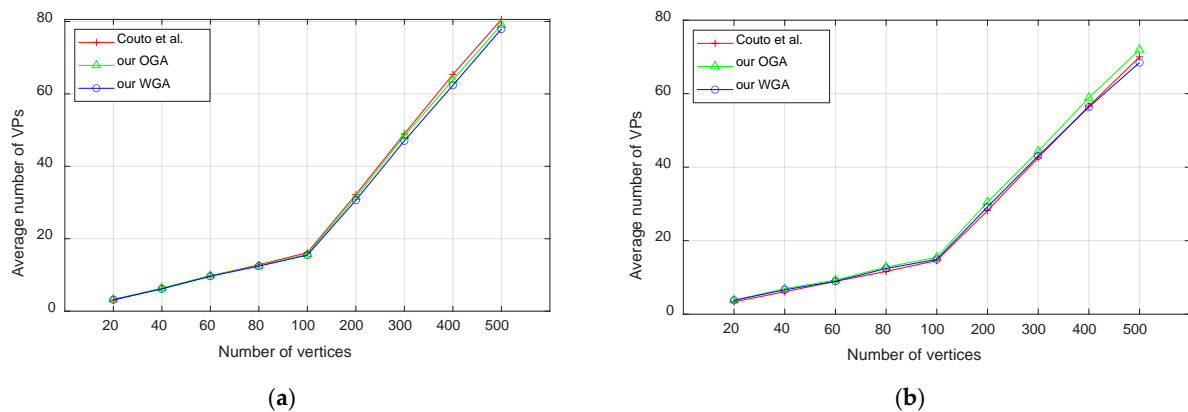 80
60
40
20
0
Average number of VPs
Couto et al.
our OGA
our WGA
20 40 60 80 100 200 300 400 500
Number of vertices
(a)
80
60
40
20
0
Average number of VPs
Couto et al.
our OGA
our WGA
20 40 60 80 100 200 300 400 500
Number of vertices
(b)